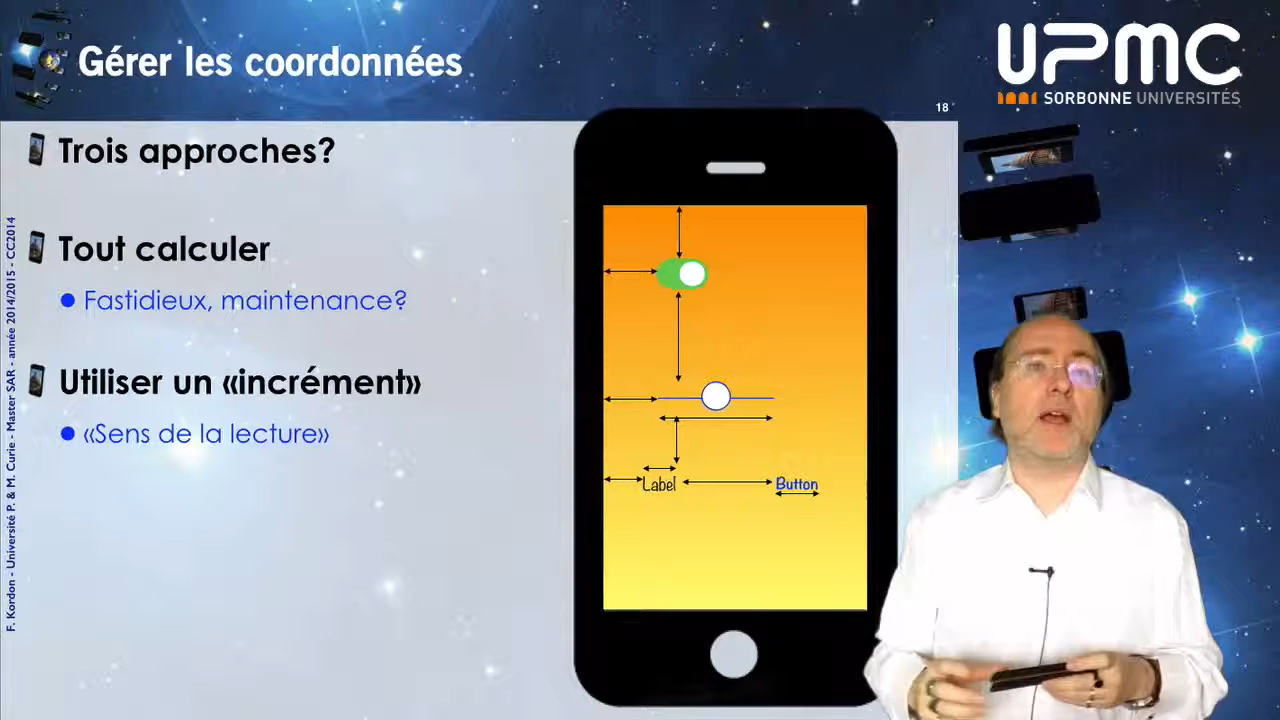 Gérer les coordonnées
UPMC
SORBONNE UNIVERSITÉS
18
Trois approches?
Tout calculer
Fastidieux, maintenance?
Utiliser un «incrément»
«Sens de la lecture»
Label
Button
F. Kordon - Université P. & M. Curie - Master SAR - année 2014/2015 - CC2014